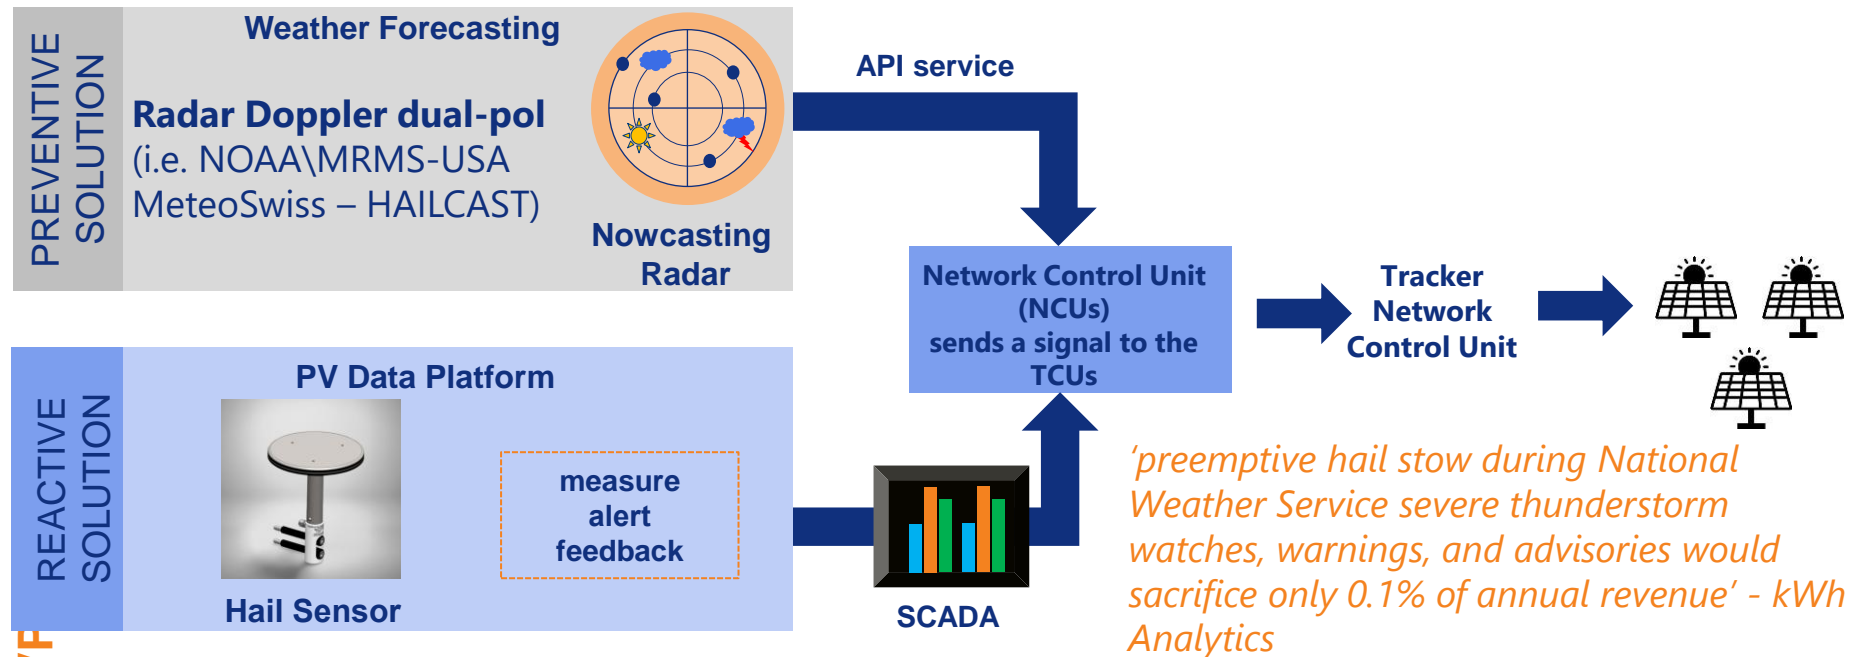 PREVENTIVE
SOLUTION
Weather Forecasting
Radar Doppler dual-pol
(i.e. NOAA\MRMS-USA
MeteoSwiss – HAILCAST)
Nowcasting
Radar
API service
Network Control Unit
(NCUs)
sends a signal to the
TCUs
Tracker
Network
Control Unit
REACTIVE
SOLUTION
PV Data Platform
Hail Sensor
measure
alert
feedback
SCADA
‘preemptive hail stow during National
Weather Service severe thunderstorm
watches, warnings, and advisories would
sacrifice only 0.1% of annual revenue’ - kWh
Analytics